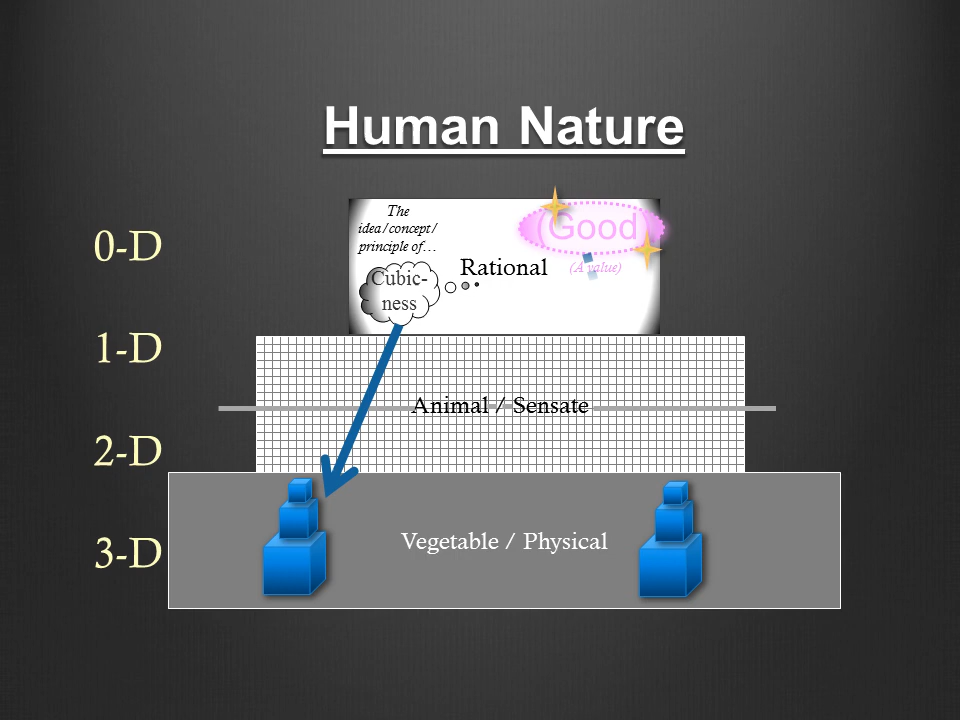 Human Nature
0-D
1-D
2-D
3-D
The
idea/concept/
principle of…
Cubic-
ness
Rational
Good
(A value)
Animal / Sensate
Vegetable / Physical